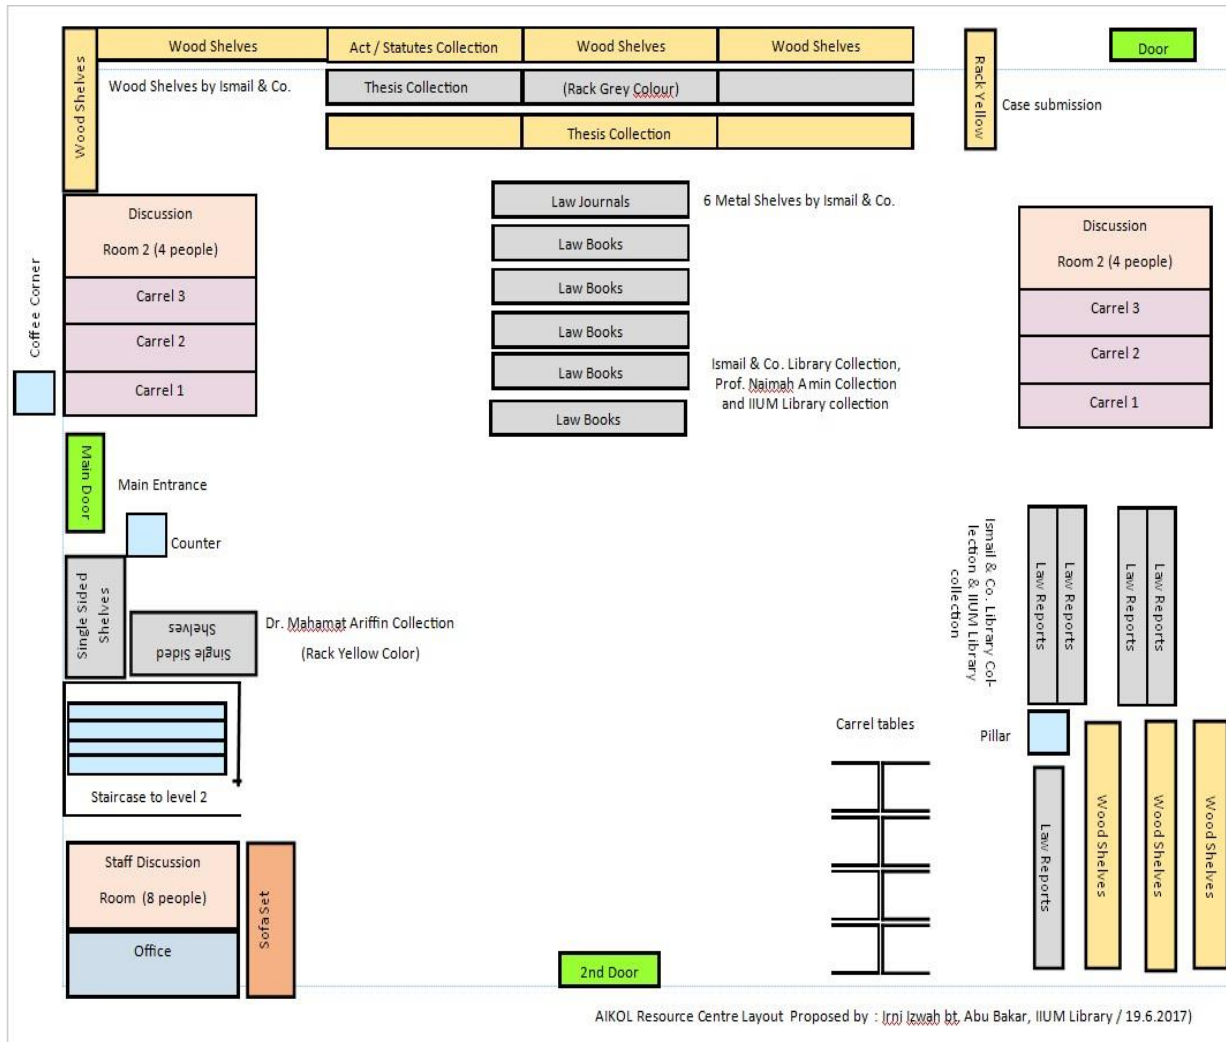 Wood Shelves
Wood Shelves
Act / Statutes Collection
Wood Shelves
Wood Shelves
Rack Yellow
Door
Wood Shelves by Ismail & Co.
Thesis Collection
(Rack Grey Colour)
Case submission
Thesis Collection
Discussion
Room 2 (4 people)
Carrel 3
Carrel 2
Carrel 1
Coffee Corner
Law Journals
6 Metal Shelves by Ismail & Co.
Law Books
Law Books
Law Books
Law Books
Law Books
Ismail & Co. Library Collection,
Prof. Naimah Amin Collection
and IIUM Library collection
Discussion
Room 2 (4 people)
Carrel 3
Carrel 2
Carrel 1
Main Door
Main Entrance
Counter
Single Sided
Shelves
Single Sided
Shelves
Dr. Mahamat Ariffin Collection
(Rack Yellow Color)
Ismail & Co. Library Col-
lection & IIUM Library
collection
Law Reports
Law Reports
Law Reports
Law Reports
Staircase to level 2
Carrel tables
Pillar
Law Reports
Wood Shelves
Wood Shelves
Wood Shelves
Staff Discussion
Room (8 people)
Office
Sofa Set
2nd Door
AIKOL Resource Centre Layout Proposed by : Irni Izwah bt. Abu Bakar, IIUM Library / 19.6.2017)